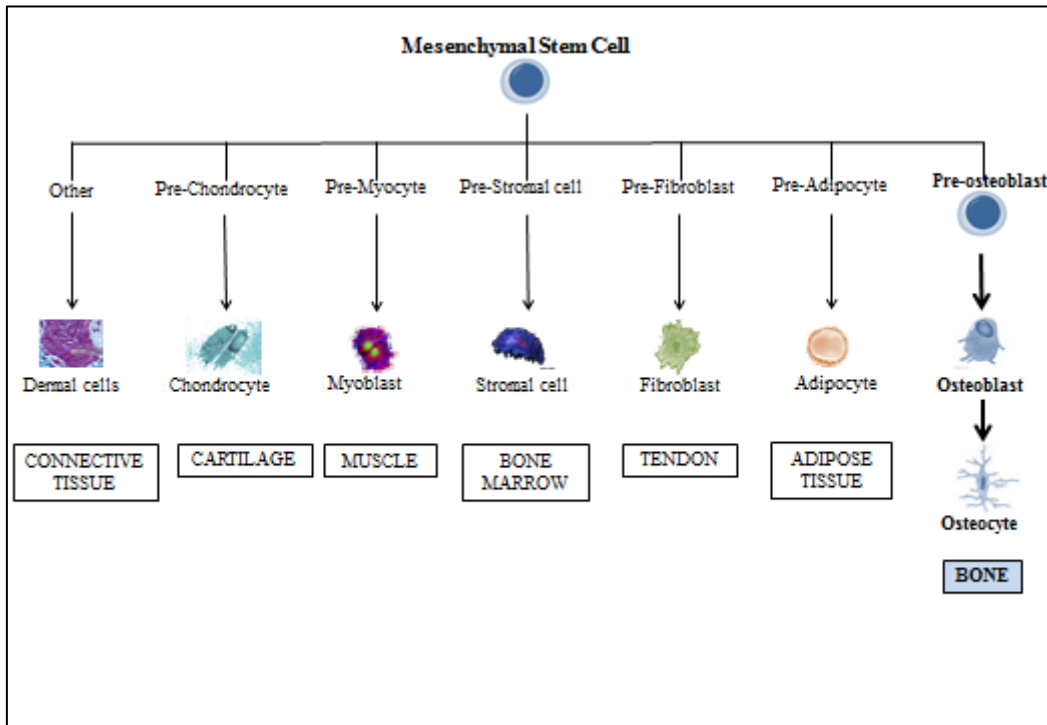 Mesenchymal Stem Cell
Other
Pre-Chondrocyte
Pre-Myocyte
Pre-Stromal cell
Pre-Fibroblast
Pre-Adipocyte
Pre-osteoblast
Dermal cells
Chondrocyte
Myoblast
Stromal cell
Fibroblast
Adipocyte
Osteoblast
CONNECTIVE
TISSUE
CARTILAGE
MUSCLE
BONE
MARROW
TENDON
ADIPOSE
TISSUE
Osteocyte
BONE